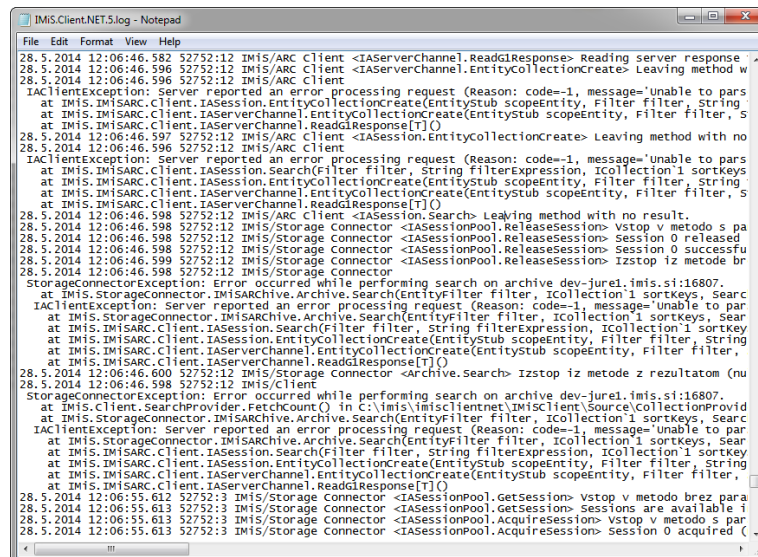 IMiS.Client.NET.5.log - Notepad
File Edit Format View Help
28.5.2014 12:06:46.582 52752:12 IMiS/ARC Client <IAServerChannel.ReadG1Response> Reading server response
28.5.2014 12:06:46.596 52752:12 IMiS/ARC Client <IAServerChannel.EntityCollectionCreate> Leaving method w
28.5.2014 12:06:46.596 52752:12 IMiS/ARC Client
IAClientException: Server reported an error processing request (Reason: code=-1, message='Unable to pars
at IMiS.IMiSARC.Client.IASession.EntityCollectionCreate(EntityStub scopeEntity, Filter filter, String
at IMiS.IMiSARC.Client.IAServerChannel.EntityCollectionCreate(EntityStub scopeEntity, Filter filter, S
at IMiS.IMiSARC.Client.IAServerChannel.ReadG1Response[T]()
28.5.2014 12:06:46.597 52752:12 IMiS/ARC Client <IASession.EntityCollectionCreate> Leaving method with no
28.5.2014 12:06:46.596 52752:12 IMiS/ARC Client
IAClientException: Server reported an error processing request (Reason: code=-1, message='Unable to pars
at IMiS.IMiSARC.Client.IASession.Search(Filter filter, String filterExpression, ICollection`1 sortKeys
at IMiS.IMiSARC.Client.IASession.EntityCollectionCreate(EntityStub scopeEntity, Filter filter, String
at IMiS.IMiSARC.Client.IAServerChannel.EntityCollectionCreate(EntityStub scopeEntity, Filter filter, S
at IMiS.IMiSARC.Client.IAServerChannel.ReadG1Response[T]()
28.5.2014 12:06:46.598 52752:12 IMiS/ARC Client <IASession.Search> Leaving method with no result.
28.5.2014 12:06:46.598 52752:12 IMiS/Storage Connector <IASessionPool.ReleaseSession> Vstop v metodo s pa
28.5.2014 12:06:46.598 52752:12 IMiS/Storage Connector <IASessionPool.ReleaseSession> Session 0 released
28.5.2014 12:06:46.598 52752:12 IMiS/Storage Connector <IASessionPool.ReleaseSession> Session 0 successfu
28.5.2014 12:06:46.599 52752:12 IMiS/Storage Connector <IASessionPool.ReleaseSession> Izstop iz metode br
28.5.2014 12:06:46.598 52752:12 IMiS/Storage Connector
StorageConnectorException: Error occurred while performing search on archive dev-jure1.imis.si:16807.
at IMiS.StorageConnector.IMiSARChive.Archive.Search(EntityFilter filter, ICollection`1 sortKeys, Searc
IAClientException: Server reported an error processing request (Reason: code=-1, message='Unable to par
at IMiS.StorageConnector.IMiSARChive.Archive.Search(EntityFilter filter, ICollection`1 sortKeys, Sear
at IMiS.IMiSARC.Client.IASession.Search(Filter filter, String filterExpression, ICollection`1 sortKey
at IMiS.IMiSARC.Client.IASession.EntityCollectionCreate(EntityStub scopeEntity, Filter filter, String
at IMiS.IMiSARC.Client.IAServerChannel.EntityCollectionCreate(EntityStub scopeEntity, Filter filter,
at IMiS.IMiSARC.Client.IAServerChannel.ReadG1Response[T]()
28.5.2014 12:06:46.600 52752:12 IMiS/Storage Connector <Archive.Search> Izstop iz metode z rezultatom (nu
28.5.2014 12:06:46.598 52752:12 IMiS/Client
StorageConnectorException: Error occurred while performing search on archive dev-jure1.imis.si:16807.
at IMiS.Client.SearchProvider.FetchCount() in C:\imis\imisclientnet\IMiSClient\Source\CollectionProvid
at IMiS.StorageConnector.IMiSARChive.Archive.Search(EntityFilter filter, ICollection`1 sortKeys, Searc
IAClientException: Server reported an error processing request (Reason: code=-1, message='Unable to par
at IMiS.StorageConnector.IMiSARChive.Archive.Search(EntityFilter filter, ICollection`1 sortKeys, Sear
at IMiS.IMiSARC.Client.IASession.Search(Filter filter, String filterExpression, ICollection`1 sortKey
at IMiS.IMiSARC.Client.IASession.EntityCollectionCreate(EntityStub scopeEntity, Filter filter, String
at IMiS.IMiSARC.Client.IAServerChannel.EntityCollectionCreate(EntityStub scopeEntity, Filter filter,
at IMiS.IMiSARC.Client.IAServerChannel.ReadG1Response[T]()
28.5.2014 12:06:55.612 52752:3 IMiS/Storage Connector <IASessionPool.GetSession> Vstop v metodo brez para
28.5.2014 12:06:55.613 52752:3 IMiS/Storage Connector <IASessionPool.GetSession> Sessions are available i
28.5.2014 12:06:55.613 52752:3 IMiS/Storage Connector <IASessionPool.AcquireSession> Vstop v metodo s par
28.5.2014 12:06:55.613 52752:3 IMiS/Storage Connector <IASessionPool.AcquireSession> Session 0 acquired (